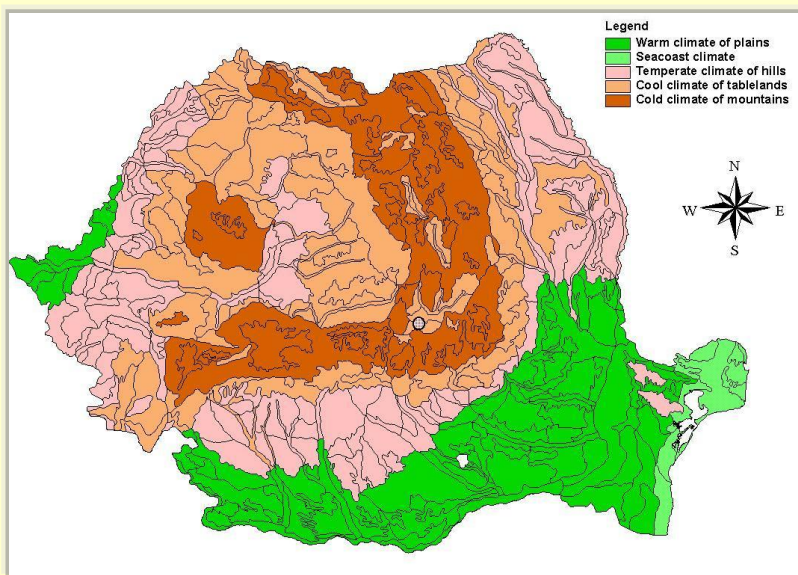 Legend
Warm climate of plains
Seacoast climate
Temperate climate of hills
Cool climate of tablelands
Cold climate of mountains
N
W E
S